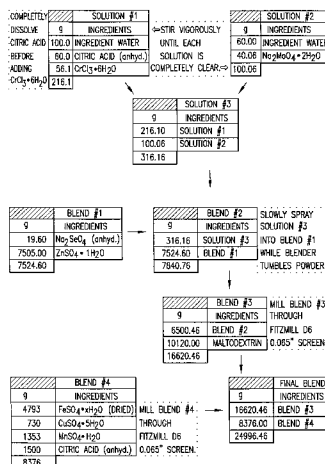 COMPLETELY
DISSOLVE
CITRIC ACID
BEFORE
ADDING
CrCl3•6H2O
SOLUTION #1
g INGREDIENTS
100.0 INGREDIENT WATER
60.0 CITRIC ACID (anhyd.)
56.1 CrCl3•6H2O
216.1
⇐STIR VIGOROUSLY
UNTIL EACH
SOLUTION IS
COMPLETELY CLEAR.⇒
SOLUTION #2
g INGREDIENTS
60.00 INGREDIENT WATER
40.06 Na2MoO4•2H2O
100.06
SOLUTION #3
g INGREDIENTS
216.10 SOLUTION #1
100.06 SOLUTION #2
316.16
BLEND #1
g INGREDIENTS
19.60 Na2SeO4 (anhyd.)
7505.00 ZnSO4•1H2O
7524.60
BLEND #2
g INGREDIENTS
316.16 SOLUTION #3
7524.60 BLEND #1
7840.76
SLOWLY SPRAY
SOLUTION #3
INTO BLEND #1
WHILE BLENDER
TUMBLES POWDER
BLEND #3
g INGREDIENTS
6500.46 BLEND #2
10120.00 MALTODEXTRIN
16620.46
MILL BLEND #3
THROUGH
FITZMILL D6
0.065" SCREEN
BLEND #4
g INGREDIENTS
4793 FeSO4•xH2O (DRIED)
730 CuSO4•5H2O
1353 MnSO4•H2O
1500 CITRIC ACID (anhyd.)
8376
MILL BLEND #4
THROUGH
FITZMILL D6
0.065" SCREEN.
FINAL BLEND
g INGREDIENTS
16620.46 BLEND #3
8376.00 BLEND #4
24996.46